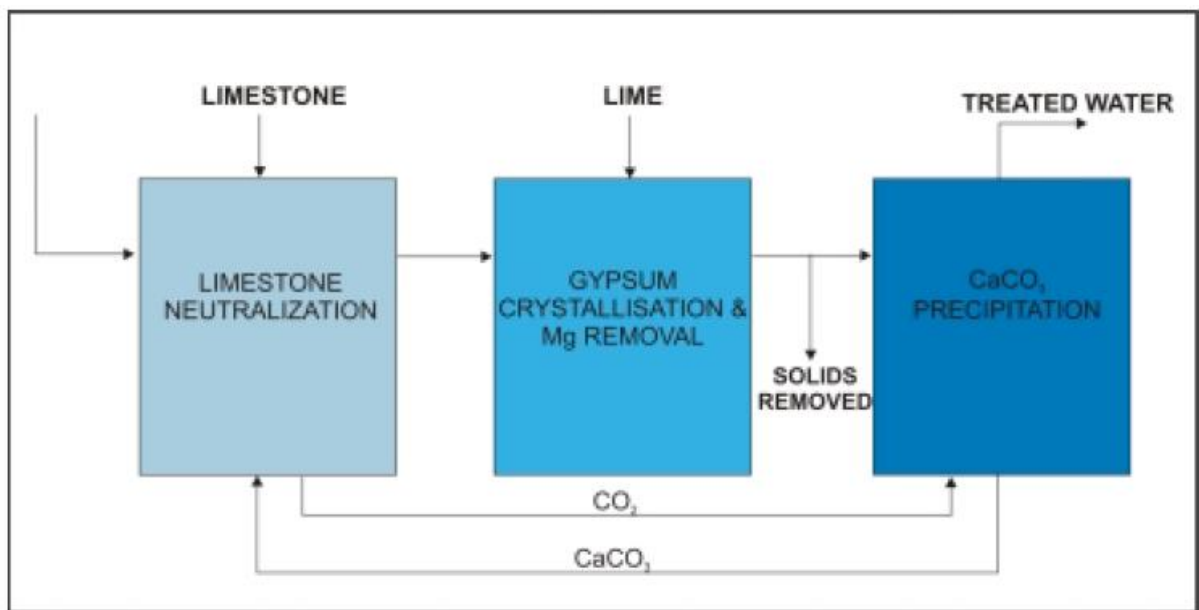 LIMESTONE
LIME
TREATED WATER
LIMESTONE
NEUTRALIZATION
GYPSUM
CRYSTALLISATION &
Mg REMOVAL
CaCO₃
PRECIPITATION
SOLIDS
REMOVED
CO₂
CaCO₃